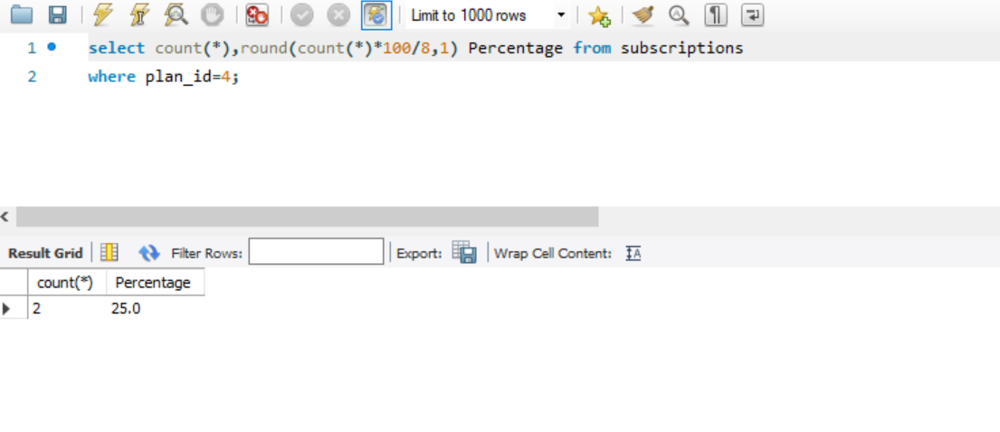 Limit to 1000 rows
1 select count(*),round(count(*)*100/8,1) Percentage from subscriptions
2 where plan_id=4;
Result Grid Filter Rows: Export: Wrap Cell Content:
count(*) Percentage
2 25.0